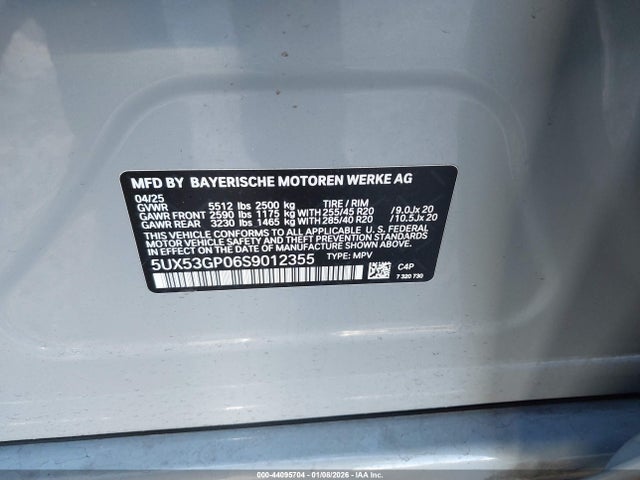 MFD BY BAYERISCHE MOTOREN WERKE AG
04/25
GVWR 5512 lbs 2500 kg TIRE / RIM
GAWR FRONT 2590 lbs 1175 kg WITH 255/45 R20 /9.0Jx 20
GAWR REAR 3230 lbs 1465 kg WITH 285/40 R20 /10.5Jx 20
THIS VEHICLE CONFORMS TO ALL APPLICABLE U. S. FEDERAL
MOTOR VEHICLE SAFETY STANDARDS IN EFFECT ON THE
DATE OF MANUFACTURE SHOWN ABOVE.
5UX53GP06S9012355 TYPE: MPV
C4P
7 320 730
000-44095704 | 01/08/2026 | IAA Inc.